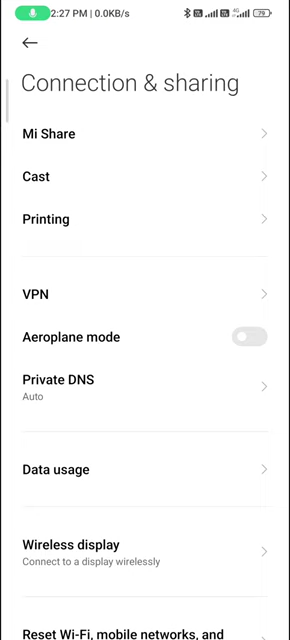 2:27 PM | 0.0KB/s
4G
79
Connection & sharing
Mi Share
Cast
Printing
VPN
Aeroplane mode
Private DNS
Auto
Data usage
Wireless display
Connect to a display wirelessly
Reset Wi-Fi, mobile networks, and